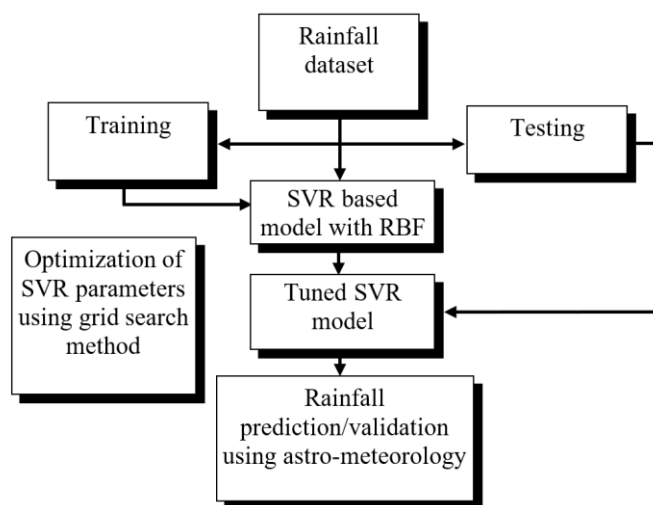 Rainfall
dataset
Training
Testing
SVR based
model with RBF
Optimization of
SVR parameters
using grid search
method
Tuned SVR
model
Rainfall
prediction/validation
using astro-meteorology